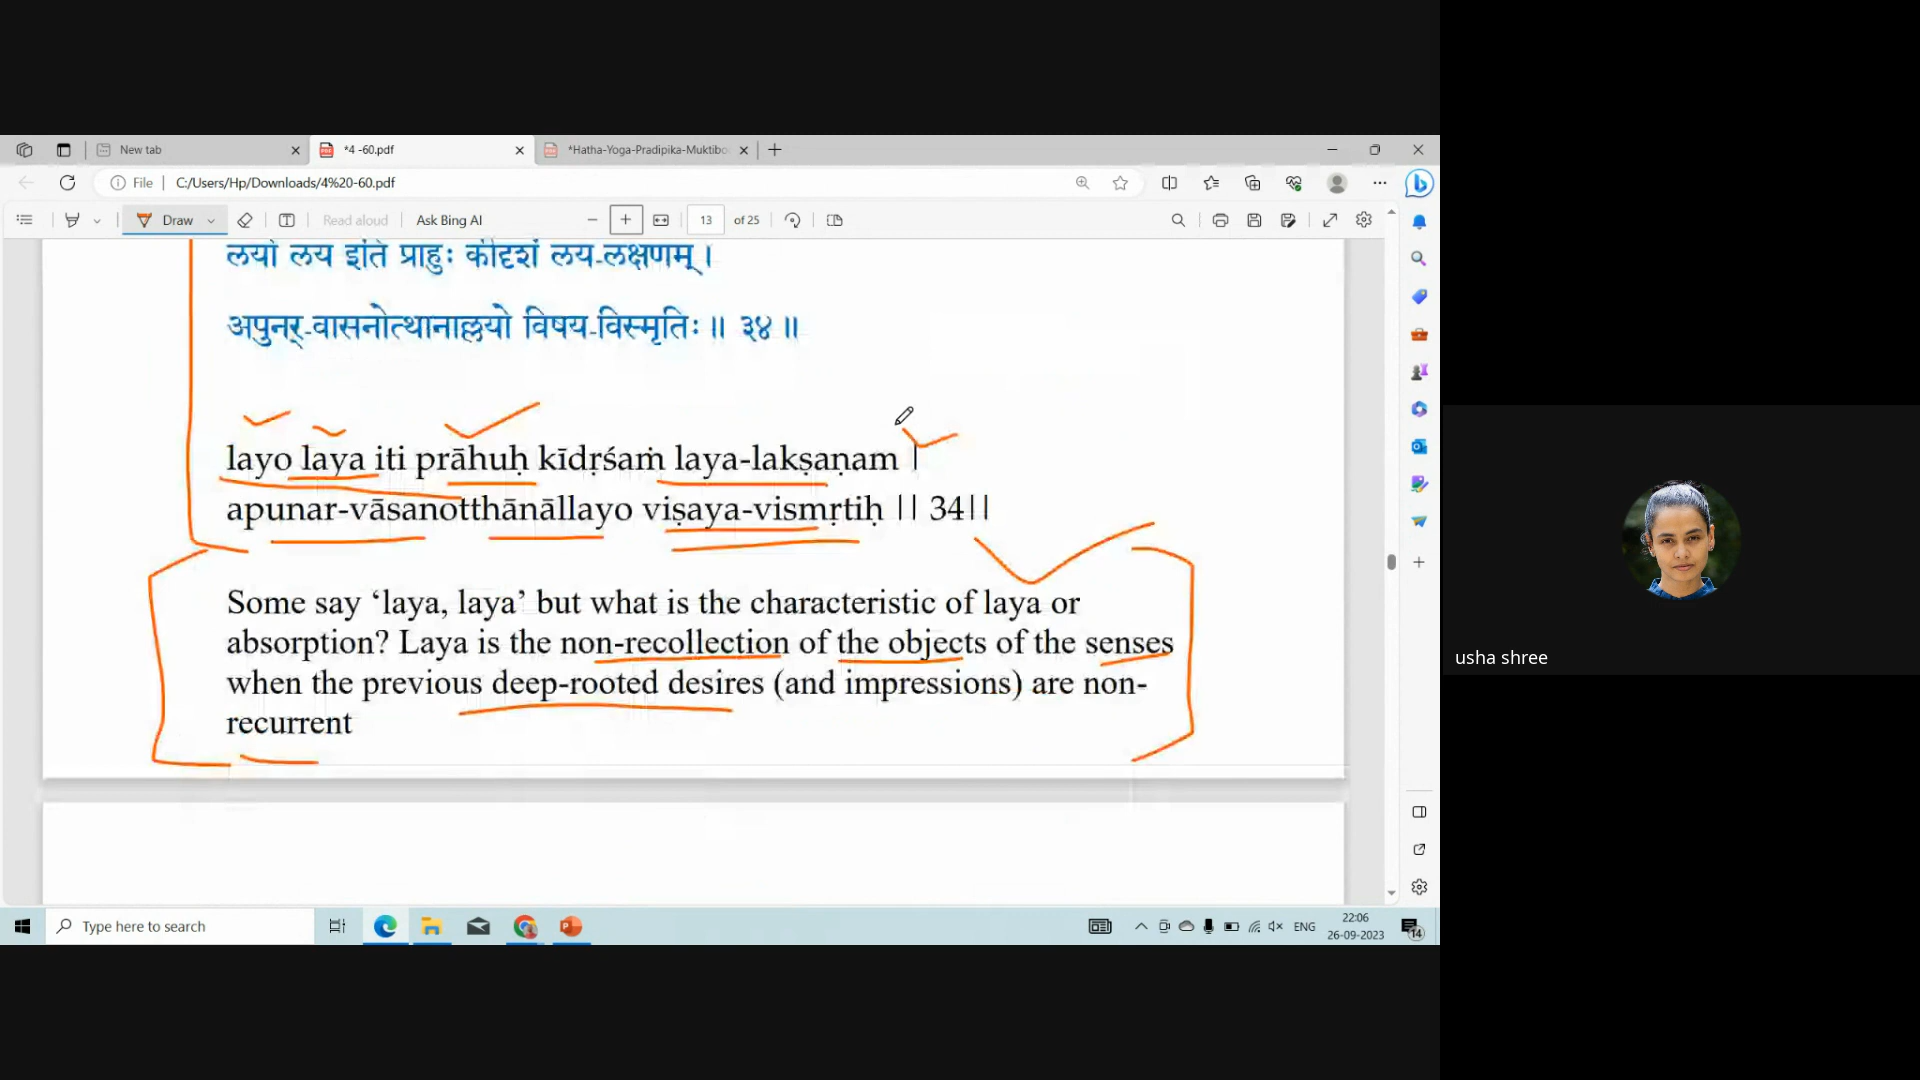 New tab
*4 -60.pdf
*Hatha-Yoga-Pradipika-Muktibo
File
C:/Users/Hp/Downloads/4%20-60.pdf
Draw
Read aloud
Ask Bing AI
13
of 25
लयो लय इति प्राहुः कीदृशं लय-लक्षणम् ।
अपुनर्-वासनोत्थानाल्लयो विषय-विस्मृतिः ॥ ३४ ॥
layo laya iti prāhuḥ kīdṛśaṁ laya-lakṣaṇam |
apunar-vāsanotthānāllayo viṣaya-vismṛtiḥ || 34||
Some say ‘laya, laya’ but what is the characteristic of laya or
absorption? Laya is the non-recollection of the objects of the senses
when the previous deep-rooted desires (and impressions) are non-
recurrent
usha shree
Type here to search
ENG
22:06
26-09-2023
14